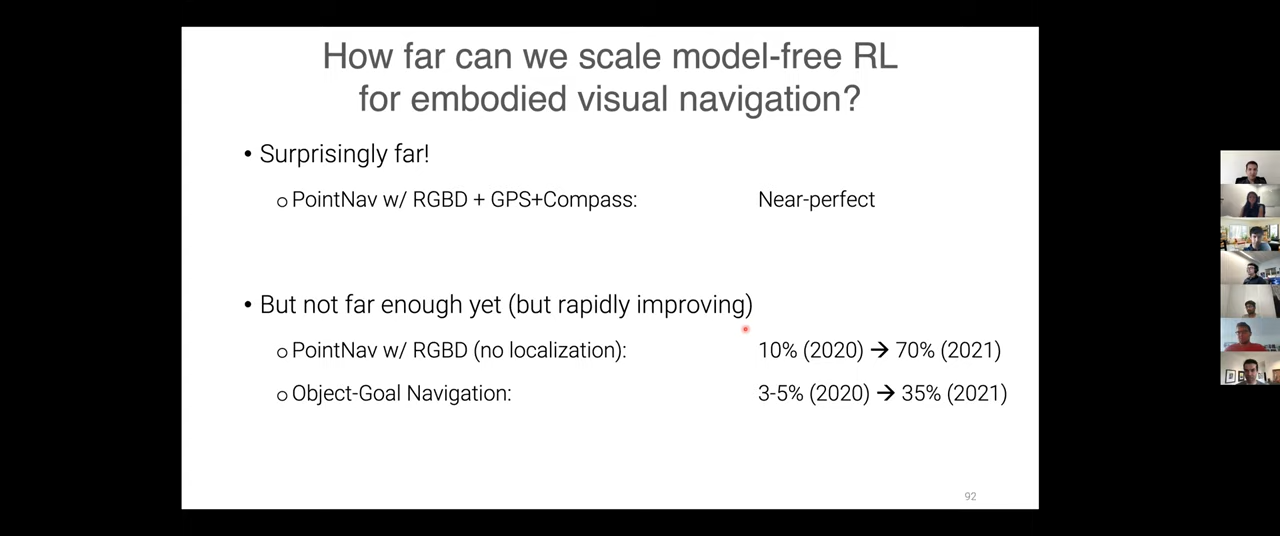 How far can we scale model-free RL
for embodied visual navigation?
• Surprisingly far!
o PointNav w/ RGBD + GPS+Compass: Near-perfect
• But not far enough yet (but rapidly improving)
o PointNav w/ RGBD (no localization): 10% (2020) → 70% (2021)
o Object-Goal Navigation: 3-5% (2020) → 35% (2021)
92